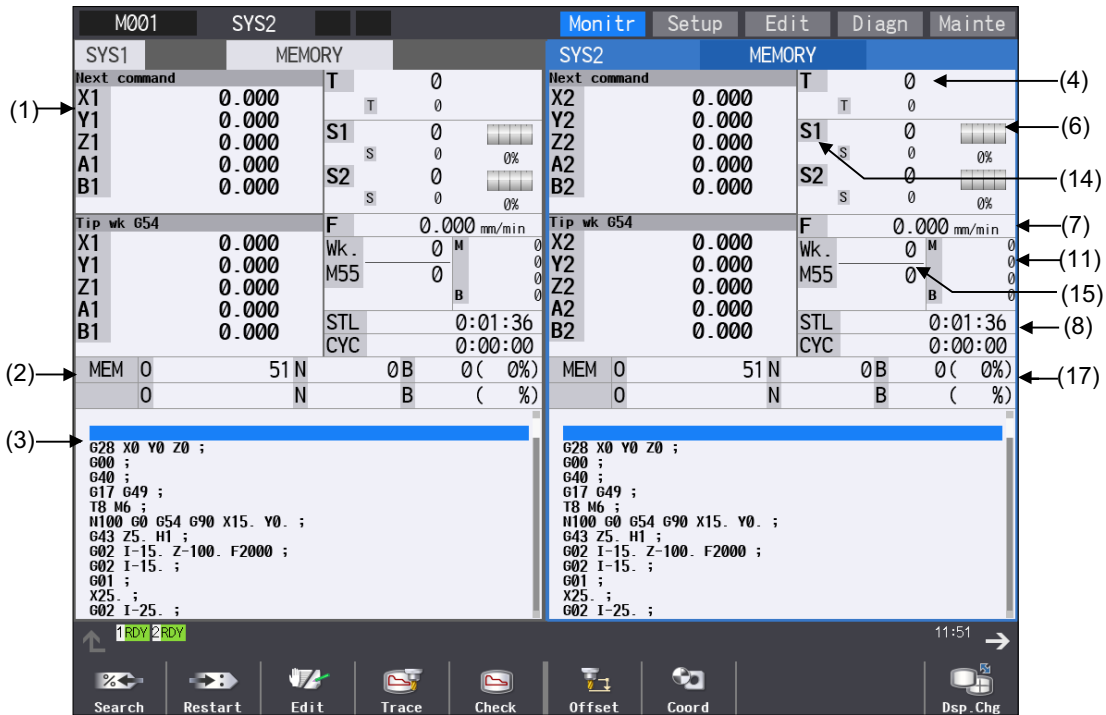 M001 SYS2 Monitr Setup Edit Diagn Mainte
SYS1 MEMORY
Next command
X1 0.000
Y1 0.000
Z1 0.000
A1 0.000
B1 0.000
T 0
T 0
S1 0
S 0 0%
S2 0
S 0 0%
Tip wk G54
X1 0.000
Y1 0.000
Z1 0.000
A1 0.000
B1 0.000
F 0.000 mm/min
Wk. 0
M55 0
M 0
0
0
B 0
STL 0:01:36
CYC 0:00:00
MEM O 51 N 0 B 0( 0%)
O N B ( %)
G28 X0 Y0 Z0 ;
G00 ;
G40 ;
G17 G49 ;
T8 M6 ;
N100 G0 G54 G90 X15. Y0. ;
G43 Z5. H1 ;
G02 I-15. Z-100. F2000 ;
G02 I-15. ;
G01 ;
X25. ;
G02 I-25. ;
SYS2 MEMORY
Next command
X2 0.000
Y2 0.000
Z2 0.000
A2 0.000
B2 0.000
T 0
T 0
S1 0
S 0 0%
S2 0
S 0 0%
Tip wk G54
X2 0.000
Y2 0.000
Z2 0.000
A2 0.000
B2 0.000
F 0.000 mm/min
Wk. 0
M55 0
M 0
0
0
B 0
STL 0:01:36
CYC 0:00:00
MEM O 51 N 0 B 0( 0%)
O N B ( %)
G28 X0 Y0 Z0 ;
G00 ;
G40 ;
G17 G49 ;
T8 M6 ;
N100 G0 G54 G90 X15. Y0. ;
G43 Z5. H1 ;
G02 I-15. Z-100. F2000 ;
G02 I-15. ;
G01 ;
X25. ;
G02 I-25. ;
1 RDY 2 RDY 11:51
Search Restart Edit Trace Check Offset Coord Dsp.Chg
(1)
(2)
(3)
(4)
(6)
(14)
(7)
(11)
(15)
(8)
(17)